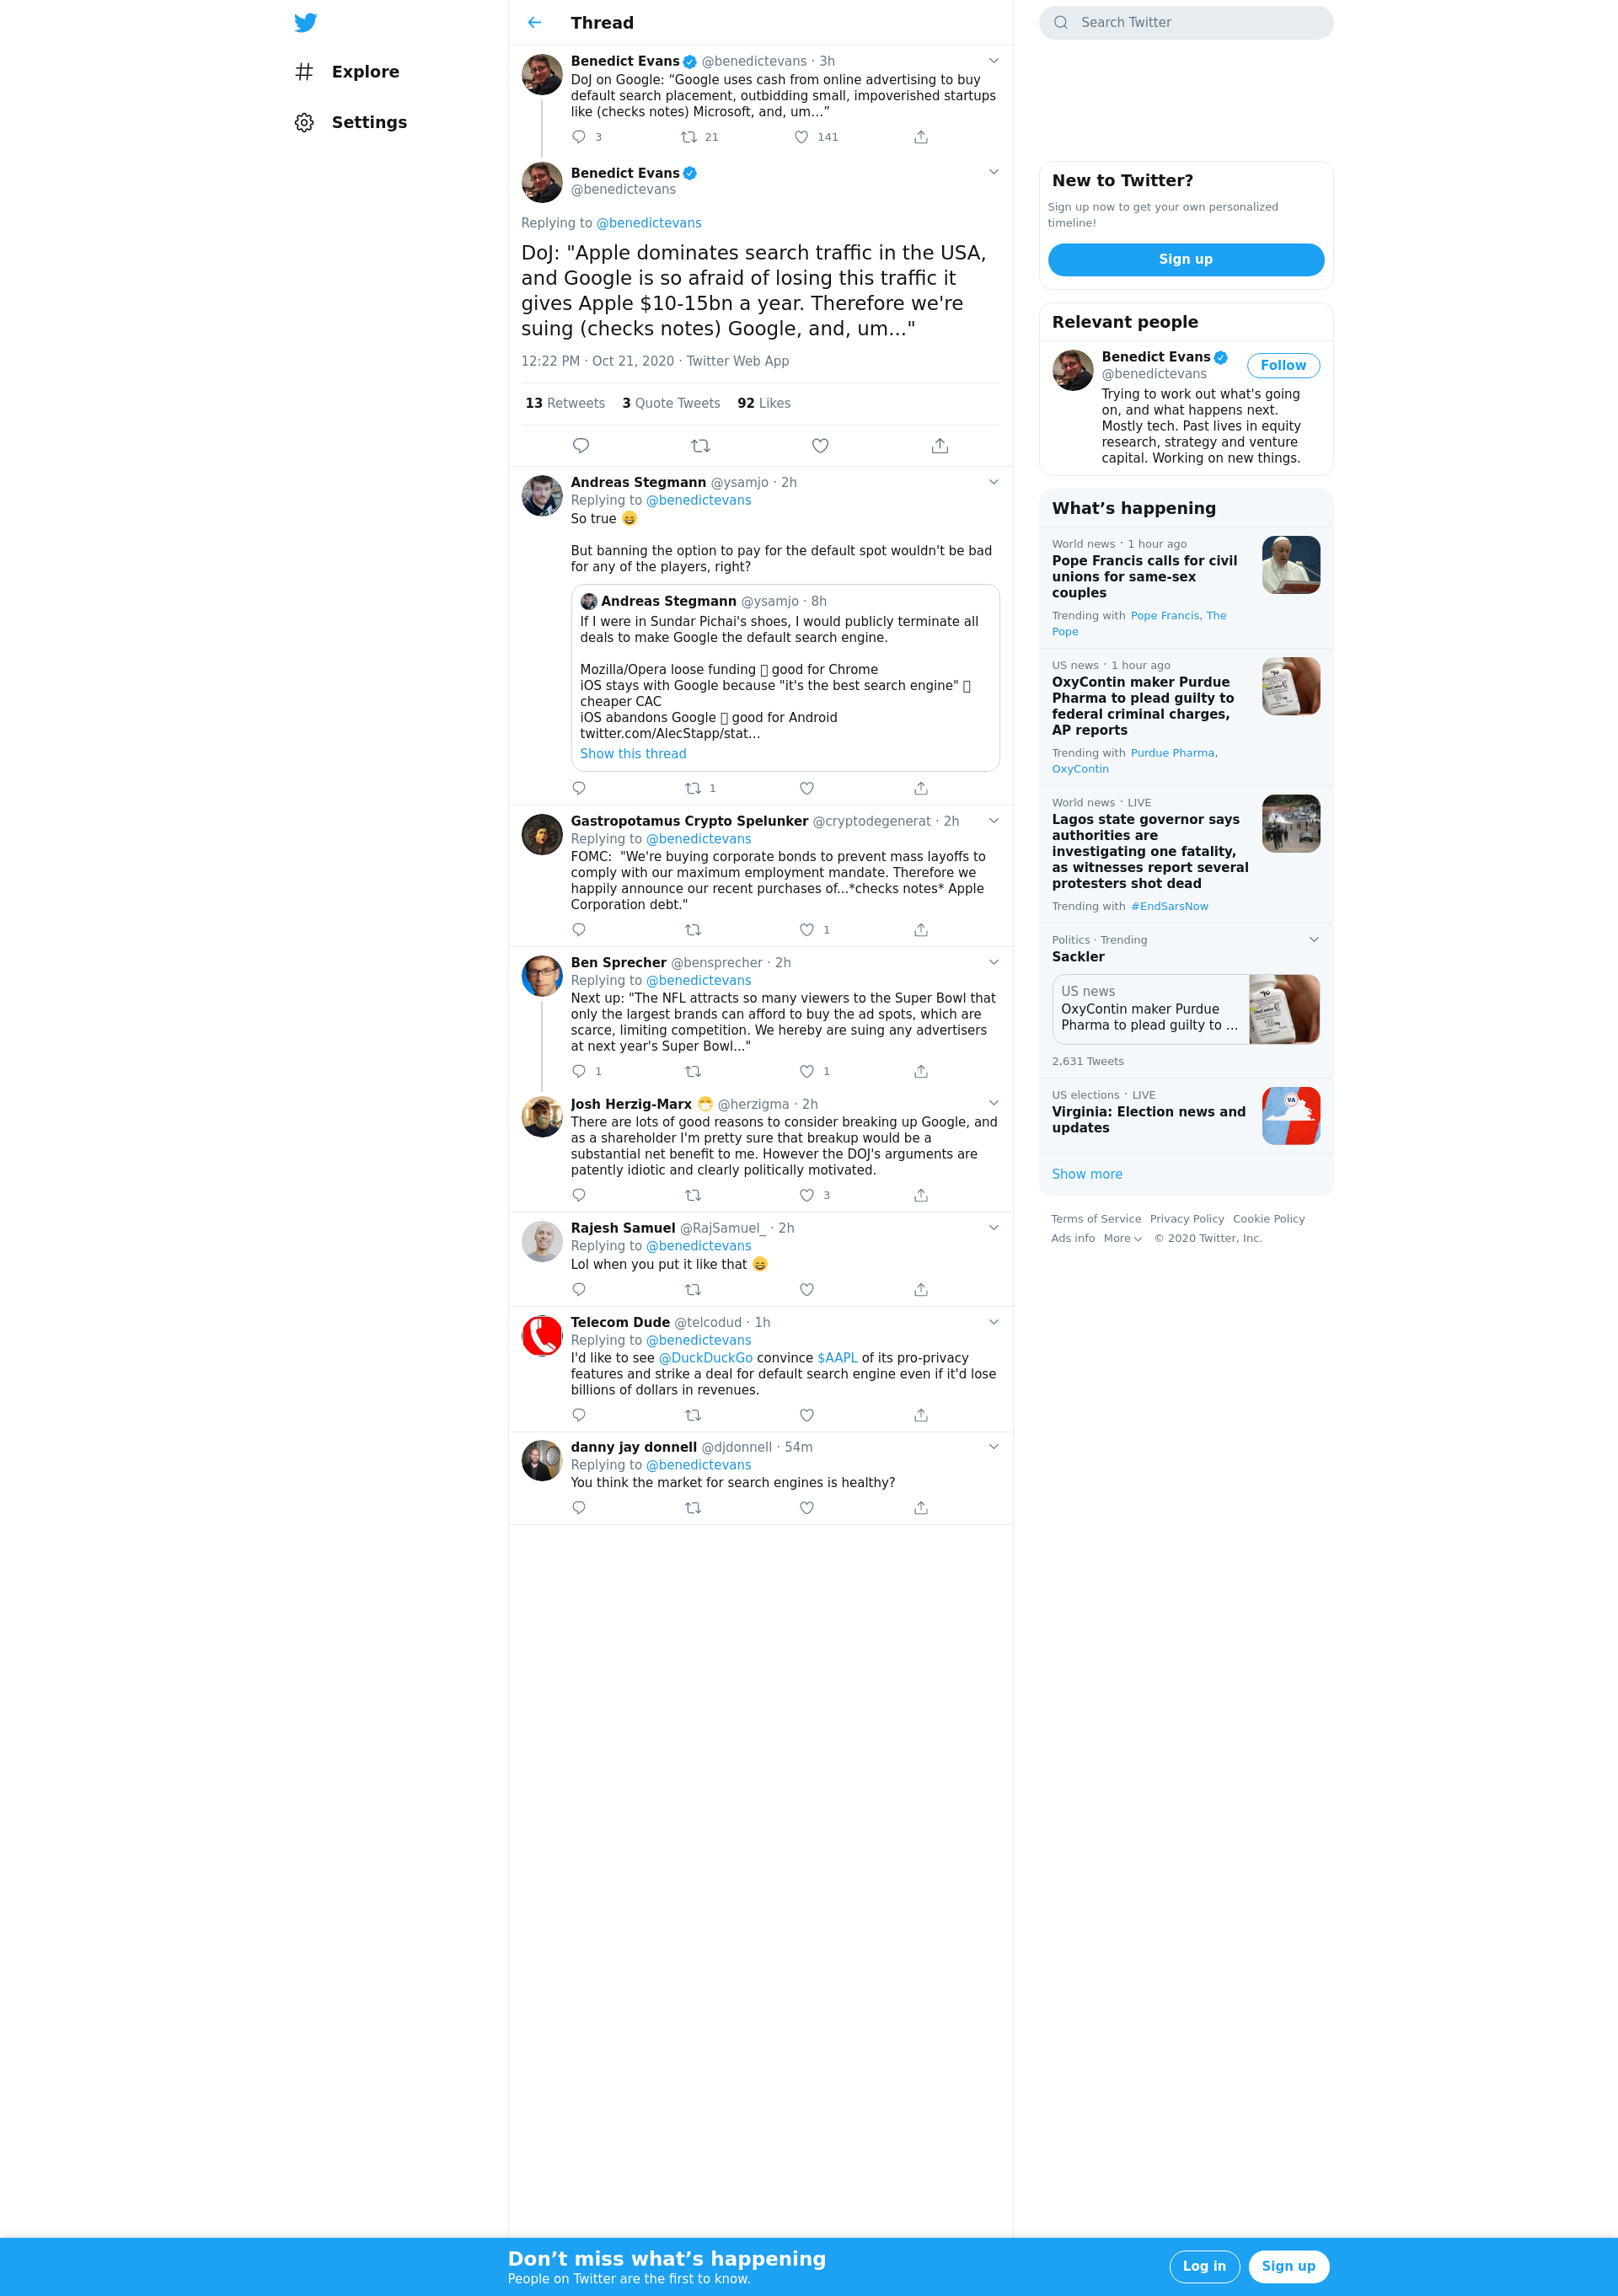 Explore
Settings
Thread
Benedict Evans @benedictevans · 3h
DoJ on Google: “Google uses cash from online advertising to buy
default search placement, outbidding small, impoverished startups
like (checks notes) Microsoft, and, um…”
3 21 141
Benedict Evans
@benedictevans
Replying to @benedictevans
DoJ: "Apple dominates search traffic in the USA,
and Google is so afraid of losing this traffic it
gives Apple $10-15bn a year. Therefore we're
suing (checks notes) Google, and, um..."
12:22 PM · Oct 21, 2020 · Twitter Web App
13 Retweets 3 Quote Tweets 92 Likes
Andreas Stegmann @ysamjo · 2h
Replying to @benedictevans
So true 😄
But banning the option to pay for the default spot wouldn't be bad
for any of the players, right?
Andreas Stegmann @ysamjo · 8h
If I were in Sundar Pichai's shoes, I would publicly terminate all
deals to make Google the default search engine.
Mozilla/Opera loose funding good for Chrome
iOS stays with Google because "it's the best search engine"
cheaper CAC
iOS abandons Google good for Android
twitter.com/AlecStapp/stat…
Show this thread
1
Gastropotamus Crypto Spelunker @cryptodegenerat · 2h
Replying to @benedictevans
FOMC: "We're buying corporate bonds to prevent mass layoffs to
comply with our maximum employment mandate. Therefore we
happily announce our recent purchases of...*checks notes* Apple
Corporation debt."
1
Ben Sprecher @bensprecher · 2h
Replying to @benedictevans
Next up: "The NFL attracts so many viewers to the Super Bowl that
only the largest brands can afford to buy the ad spots, which are
scarce, limiting competition. We hereby are suing any advertisers
at next year's Super Bowl..."
1 1
Josh Herzig-Marx 😷 @herzigma · 2h
There are lots of good reasons to consider breaking up Google, and
as a shareholder I'm pretty sure that breakup would be a
substantial net benefit to me. However the DOJ's arguments are
patently idiotic and clearly politically motivated.
3
Rajesh Samuel @RajSamuel_ · 2h
Replying to @benedictevans
Lol when you put it like that 😄
Telecom Dude @telcodud · 1h
Replying to @benedictevans
I'd like to see @DuckDuckGo convince $AAPL of its pro-privacy
features and strike a deal for default search engine even if it'd lose
billions of dollars in revenues.
danny jay donnell @djdonnell · 54m
Replying to @benedictevans
You think the market for search engines is healthy?
Search Twitter
New to Twitter?
Sign up now to get your own personalized
timeline!
Sign up
Relevant people
Benedict Evans
@benedictevans
Follow
Trying to work out what's going
on, and what happens next.
Mostly tech. Past lives in equity
research, strategy and venture
capital. Working on new things.
What’s happening
World news · 1 hour ago
Pope Francis calls for civil
unions for same-sex
couples
Trending with Pope Francis, The
Pope
US news · 1 hour ago
OxyContin maker Purdue
Pharma to plead guilty to
federal criminal charges,
AP reports
Trending with Purdue Pharma,
OxyContin
World news · LIVE
Lagos state governor says
authorities are
investigating one fatality,
as witnesses report several
protesters shot dead
Trending with #EndSarsNow
Politics · Trending
Sackler
US news
OxyContin maker Purdue
Pharma to plead guilty to …
2,631 Tweets
US elections · LIVE
Virginia: Election news and
updates
VA
Show more
Terms of Service Privacy Policy Cookie Policy
Ads info More © 2020 Twitter, Inc.
Don’t miss what’s happening
People on Twitter are the first to know.
Log in
Sign up